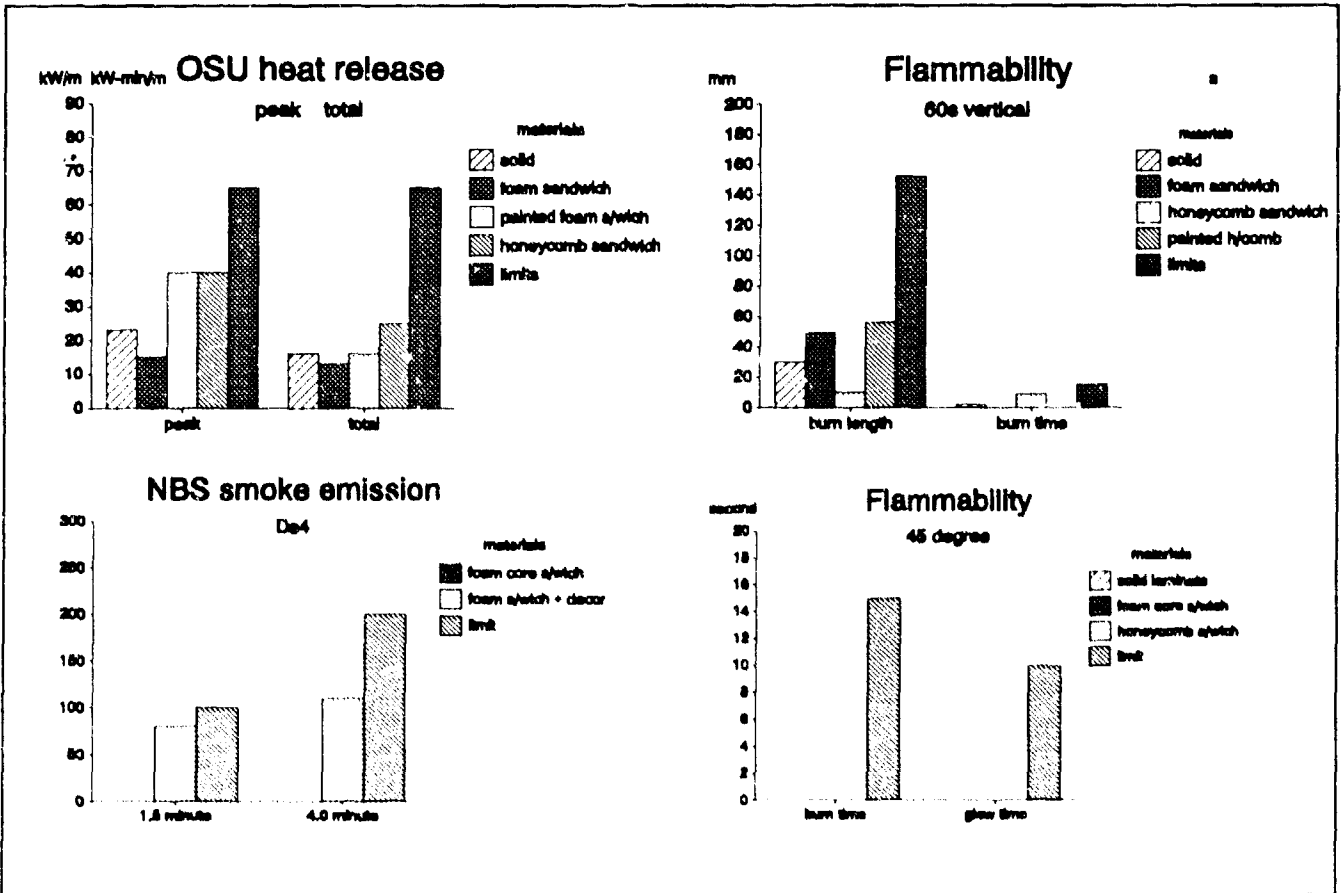 OSU heat release
kW/m kW-min/m
peak total
90
80
70
60
50
40
30
20
10
0
peak total
materials
solid
foam sandwich
painted foam s/wich
honeycomb sandwich
limits
Flammability
mm
s
60s vertical
200
180
160
140
120
100
80
60
40
20
0
burn length burn time
materials
solid
foam sandwich
honeycomb sandwich
painted h/comb
limits
NBS smoke emission
Ds4
300
250
200
150
100
50
0
1.5 minute 4.0 minute
materials
foam core s/wich
foam s/wich + decor
limit
Flammability
second
45 degree
20
18
16
14
12
10
8
6
4
2
0
burn time glow time
materials
solid laminate
foam core s/wich
honeycomb s/wich
limit